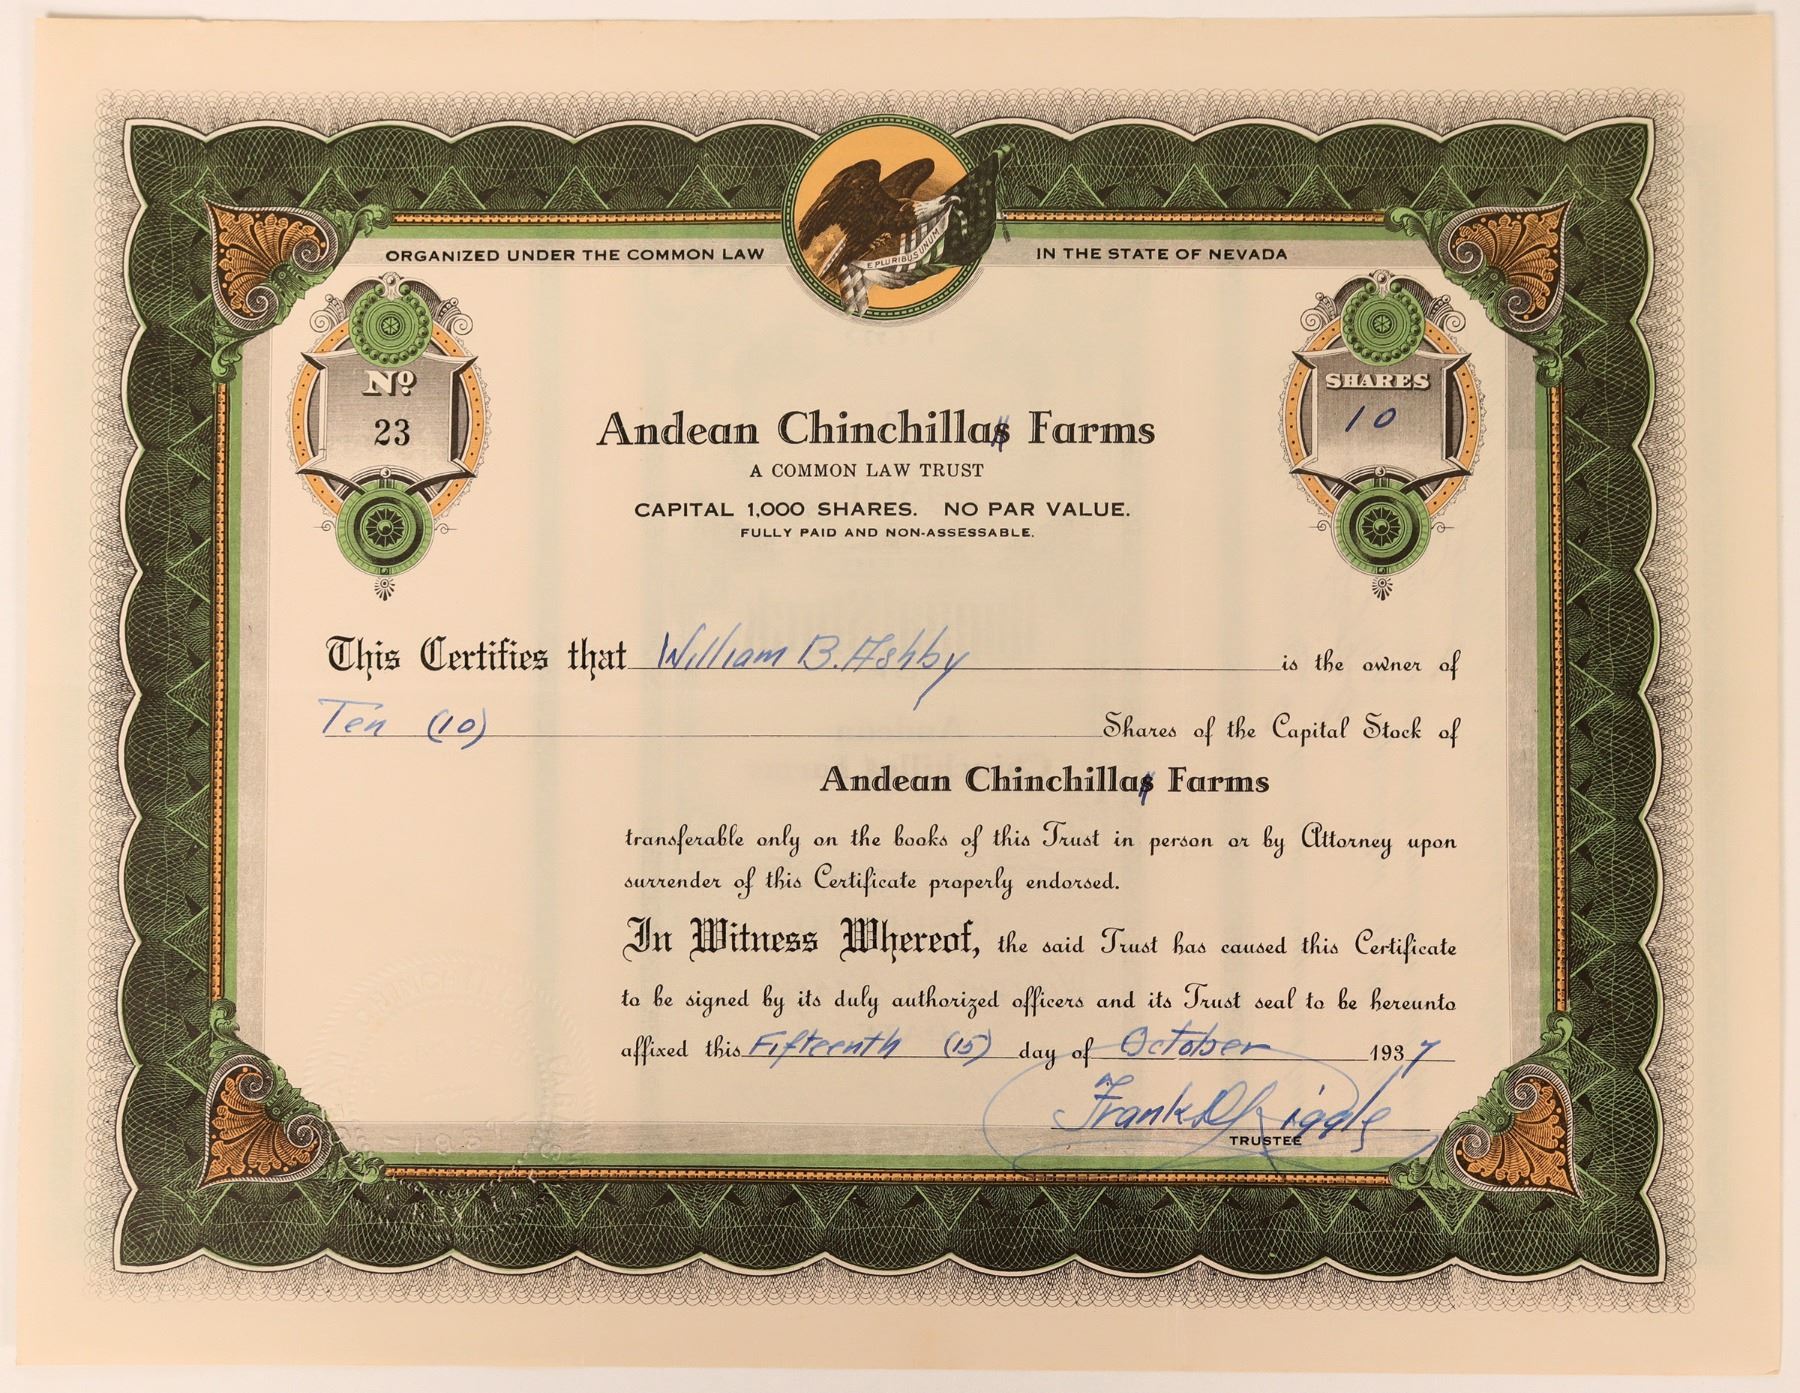 ORGANIZED UNDER THE COMMON LAW IN THE STATE OF NEVADA
E PLURIBUS UNUM
No
23
SHARES
10
Andean Chinchillas Farms
A COMMON LAW TRUST
CAPITAL 1,000 SHARES. NO PAR VALUE.
FULLY PAID AND NON-ASSESSABLE.
This Certifies that William B. Ashby is the owner of
Ten (10) Shares of the Capital Stock of
Andean Chinchillas Farms
transferable only on the books of this Trust in person or by Attorney upon
surrender of this Certificate properly endorsed.
In Witness Whereof, the said Trust has caused this Certificate
to be signed by its duly authorized officers and its Trust seal to be hereunto
affixed this Fifteenth (15) day of October 1937
Frank D. Riggle
TRUSTEE